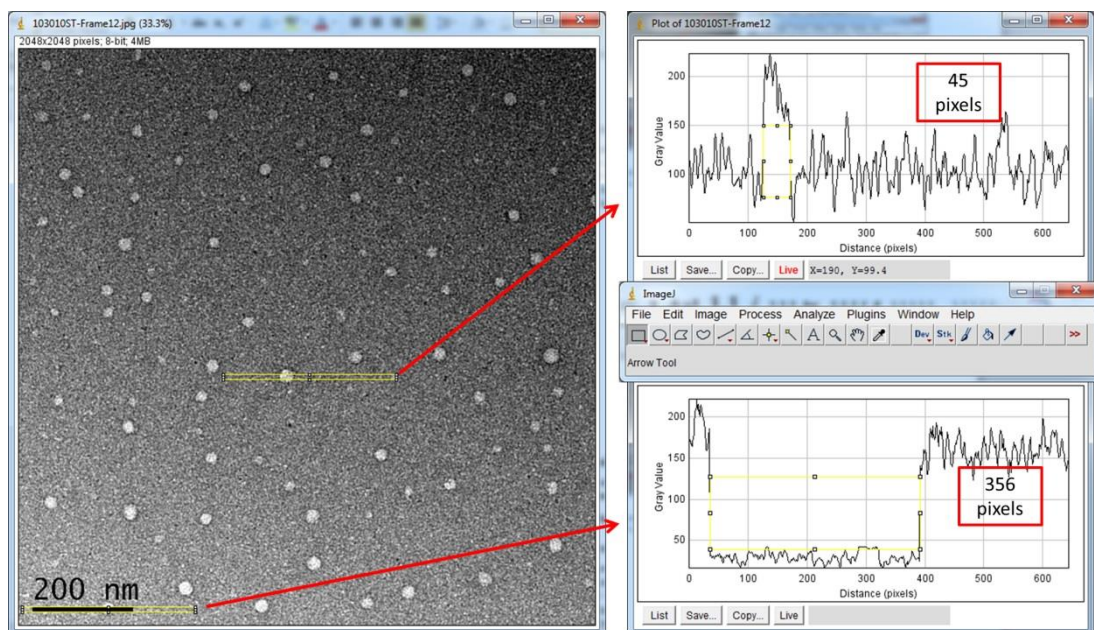 103010ST-Frame12.jpg (33.3%)
2048x2048 pixels; 8-bit; 4MB
200 nm
Plot of 103010ST-Frame12
200
150
100
Gray Value
45
pixels
0 100 200 300 400 500 600
Distance (pixels)
List Save... Copy... Live X=190, Y=99.4
ImageJ
File Edit Image Process Analyze Plugins Window Help
A Dev Stk >>
Arrow Tool
200
150
100
50
Gray Value
356
pixels
0 100 200 300 400 500 600
Distance (pixels)
List Save... Copy... Live